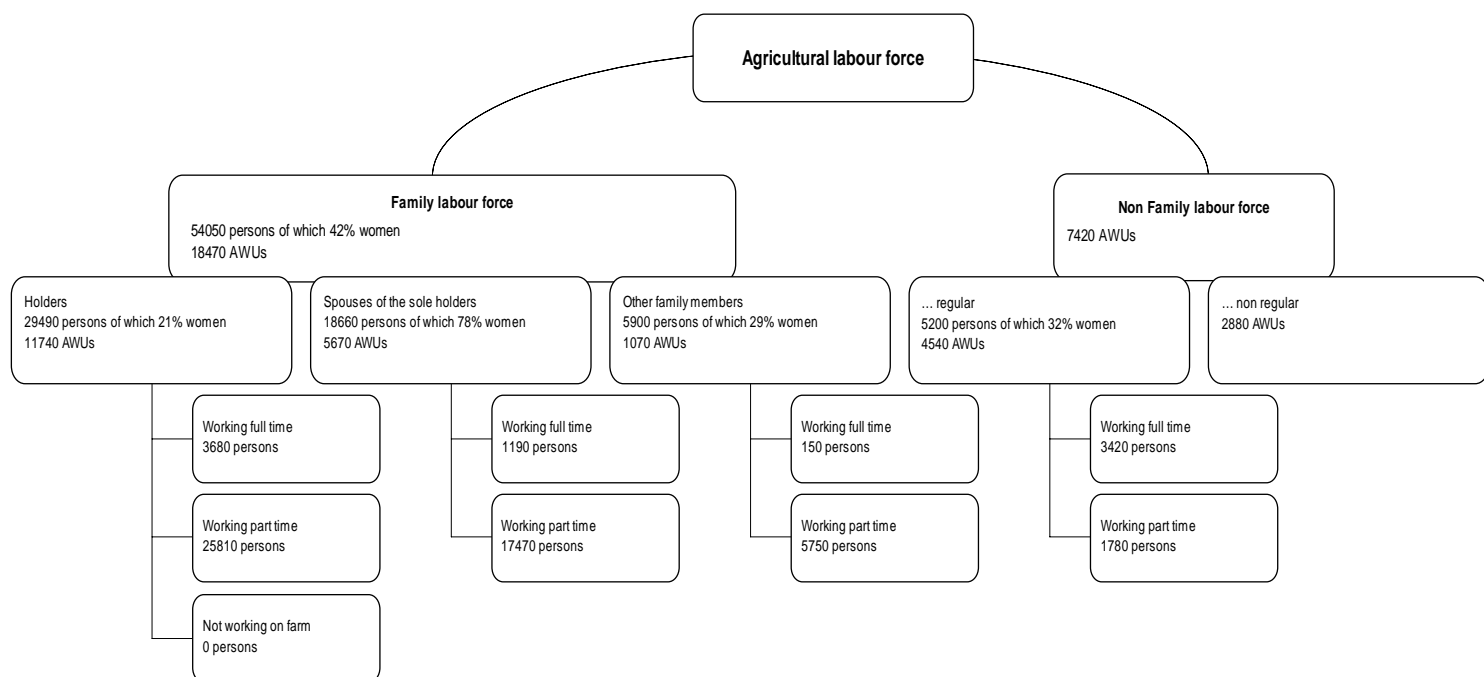 Agricultural labour force
Family labour force
54050 persons of which 42% women
18470 AWUs
Non Family labour force
7420 AWUs
Holders
29490 persons of which 21% women
11740 AWUs
Spouses of the sole holders
18660 persons of which 78% women
5670 AWUs
Other family members
5900 persons of which 29% women
1070 AWUs
... regular
5200 persons of which 32% women
4540 AWUs
... non regular
2880 AWUs
Working full time
3680 persons
Working full time
1190 persons
Working full time
150 persons
Working full time
3420 persons
Working part time
25810 persons
Working part time
17470 persons
Working part time
5750 persons
Working part time
1780 persons
Not working on farm
0 persons